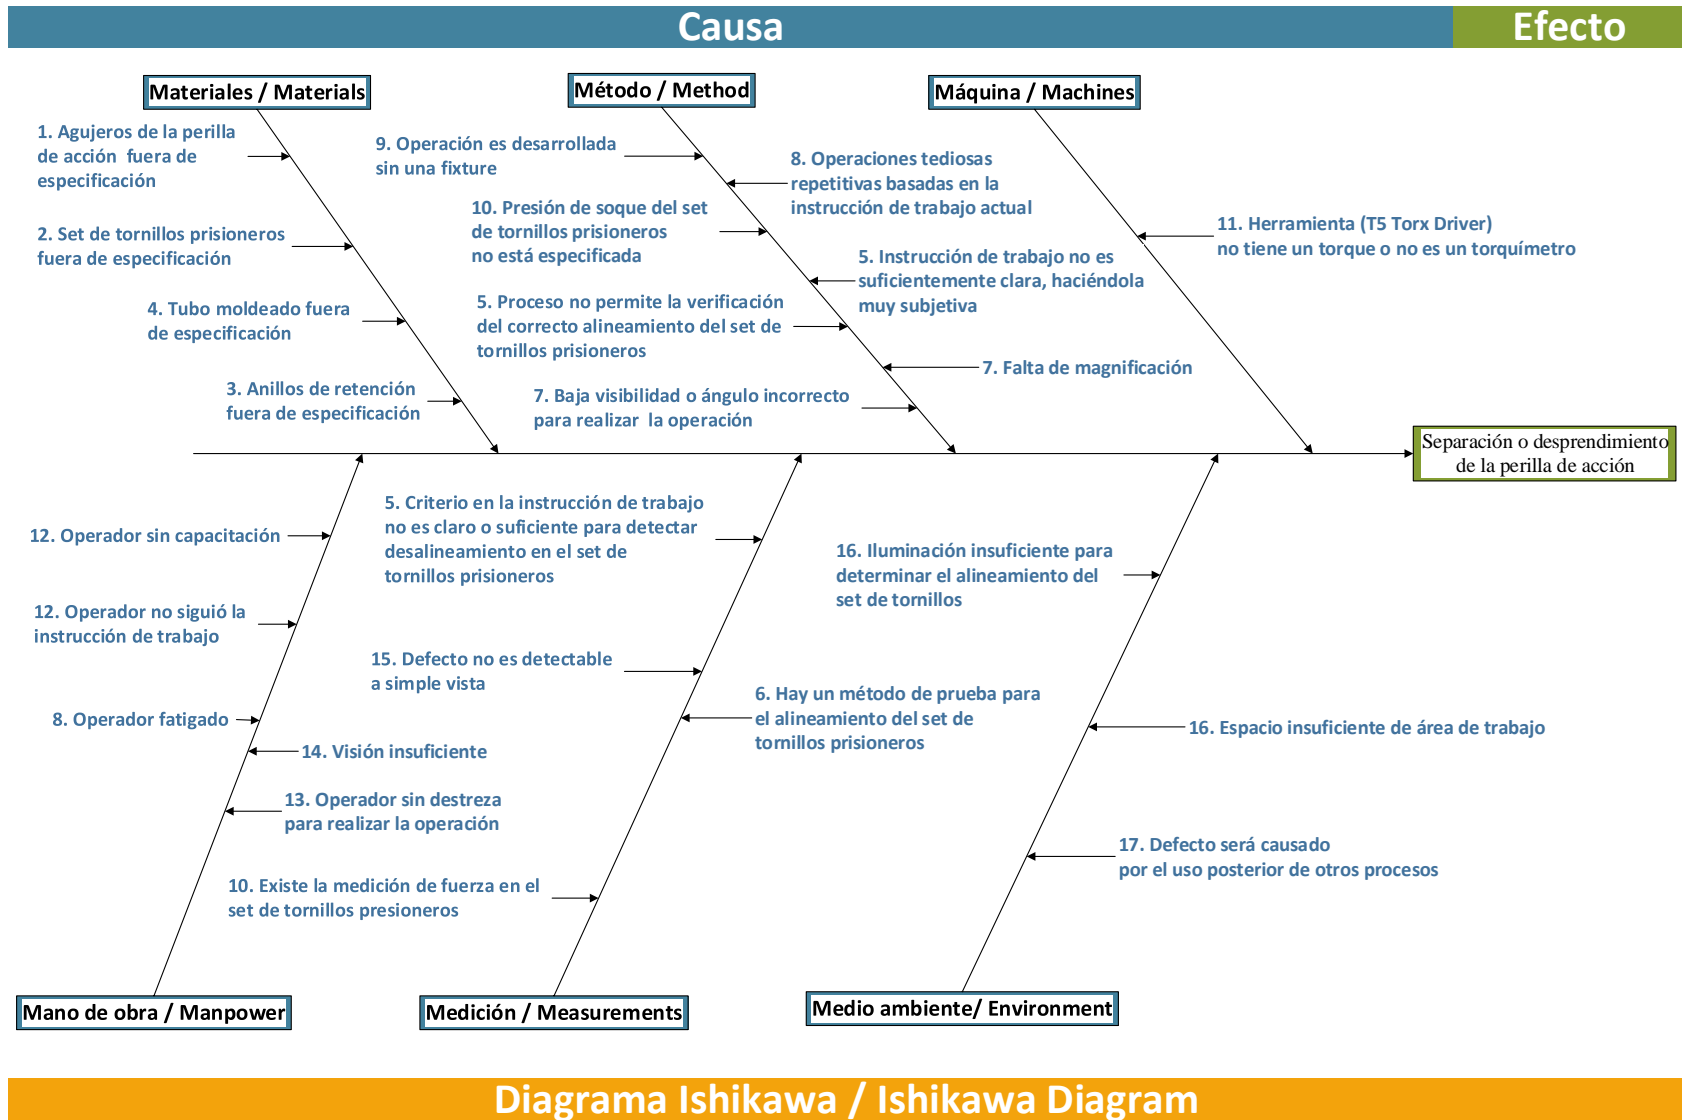 Causa
Efecto
Materiales / Materials
Método / Method
Máquina / Machines
1. Agujeros de la perilla
de acción  fuera de
especificación
2. Set de tornillos prisioneros
fuera de especificación
4. Tubo moldeado fuera
de especificación
3. Anillos de retención
fuera de especificación
9. Operación es desarrollada
sin una fixture
10. Presión de soque del set
de tornillos prisioneros
no está especificada
5. Proceso no permite la verificación
del correcto alineamiento del set de
tornillos prisioneros
7. Baja visibilidad o ángulo incorrecto
para realizar  la operación
8. Operaciones tediosas
repetitivas basadas en la
instrucción de trabajo actual
5. Instrucción de trabajo no es
suficientemente clara, haciéndola
muy subjetiva
7. Falta de magnificación
11. Herramienta (T5 Torx Driver)
no tiene un torque o no es un torquímetro
Separación o desprendimiento
de la perilla de acción
12. Operador sin capacitación
12. Operador no siguió la
instrucción de trabajo
8. Operador fatigado
14. Visión insuficiente
13. Operador sin destreza
para realizar la operación
5. Criterio en la instrucción de trabajo
no es claro o suficiente para detectar
desalineamiento en el set de
tornillos prisioneros
15. Defecto no es detectable
a simple vista
6. Hay un método de prueba para
el alineamiento del set de
tornillos prisioneros
10. Existe la medición de fuerza en el
set de tornillos presioneros
16. Iluminación insuficiente para
determinar el alineamiento del
set de tornillos
16. Espacio insuficiente de área de trabajo
17. Defecto será causado
por el uso posterior de otros procesos
Mano de obra / Manpower
Medición / Measurements
Medio ambiente/ Environment
Diagrama Ishikawa / Ishikawa Diagram